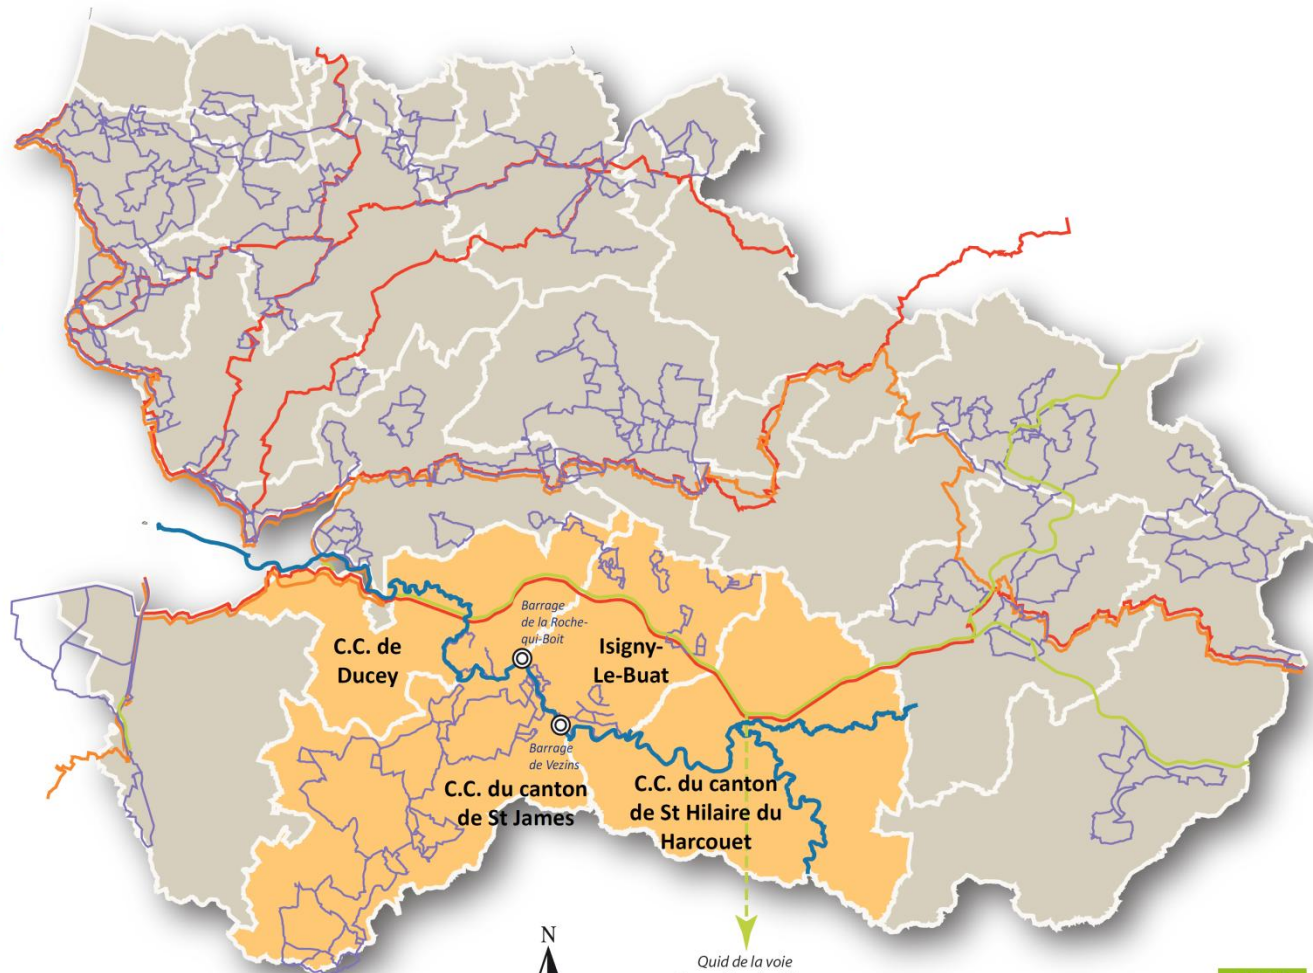 Barrage
de la Roche-
qui-Boit
C.C. de
Ducey
Isigny-
Le-Buat
Barrage
de Vezins
C.C. du canton
de St James
C.C. du canton
de St Hilaire du
Harcouet
N
Quid de la voie